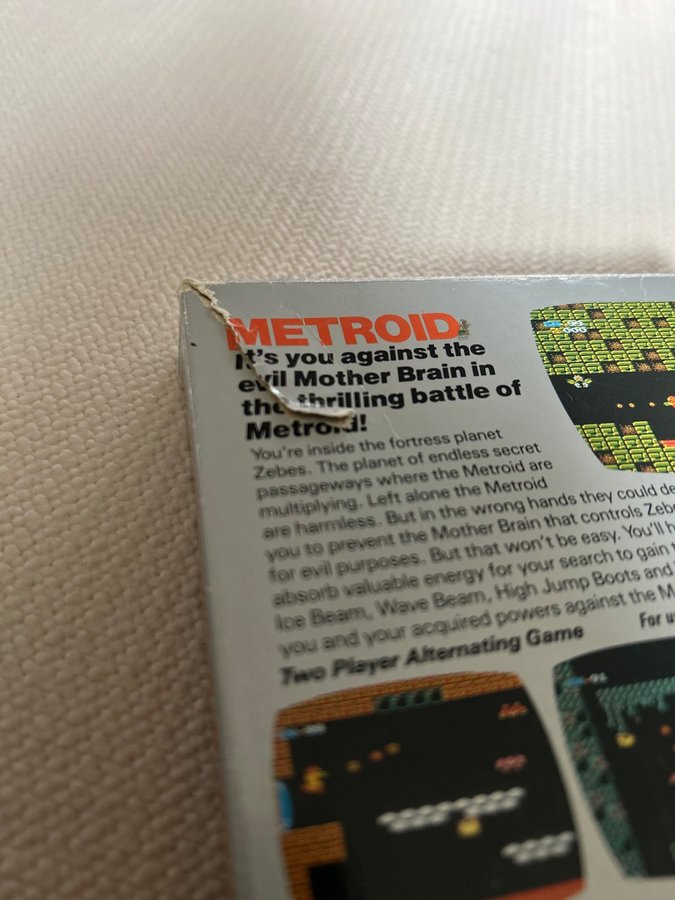 METROID
It's you against the
evil Mother Brain in
the thrilling battle of
Metroid!
You're inside the fortress planet
Zebes. The planet of endless secret
passageways where the Metroid are
multiplying. Left alone the Metroid
are harmless. But in the wrong hands they could
you to prevent the Mother Brain that controls
for evil purposes. But that won't be easy. You'll
absorb valuable energy for your search to gain
Ice Beam, Wave Beam, High Jump Boots and
you and your acquired powers against the
For
Two Player Alternating Game